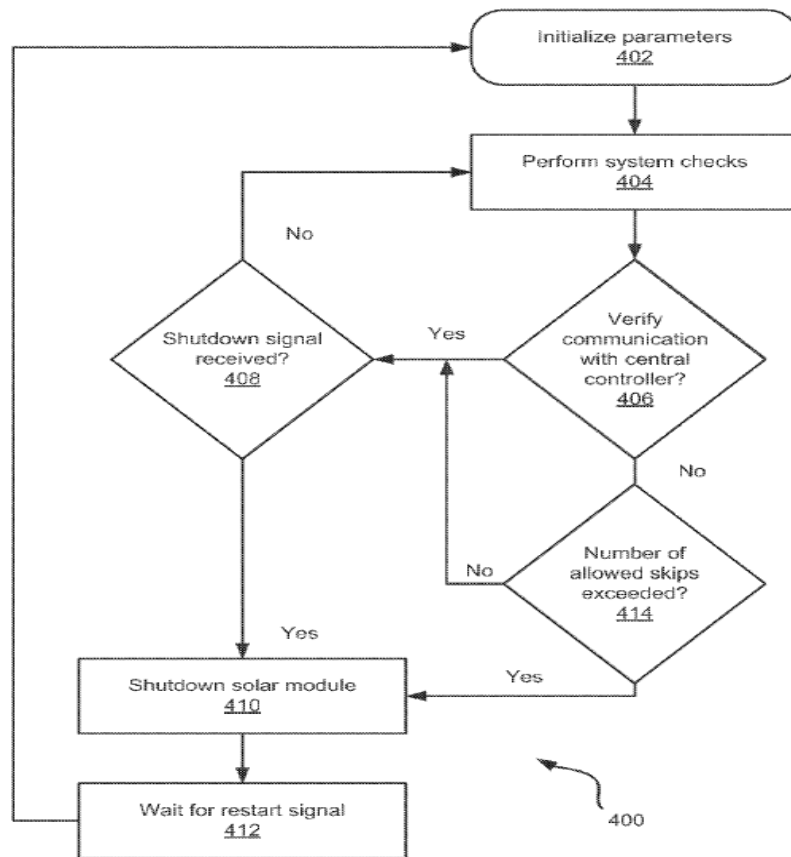 Initialize parameters
402
Perform system checks
404
No
Verify
communication
with central
controller?
406
Yes
Shutdown signal
received?
408
No
Number of
allowed skips
exceeded?
414
No
Yes
Yes
Shutdown solar module
410
Wait for restart signal
412
400